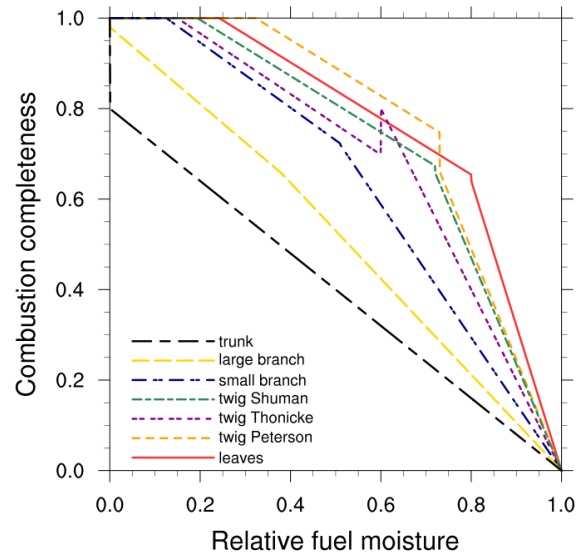 1.0
0.8
0.6
0.4
0.2
0.0
Combustion completeness
trunk
large branch
small branch
twig Shuman
twig Thonicke
twig Peterson
leaves
0.0 0.2 0.4 0.6 0.8 1.0
Relative fuel moisture